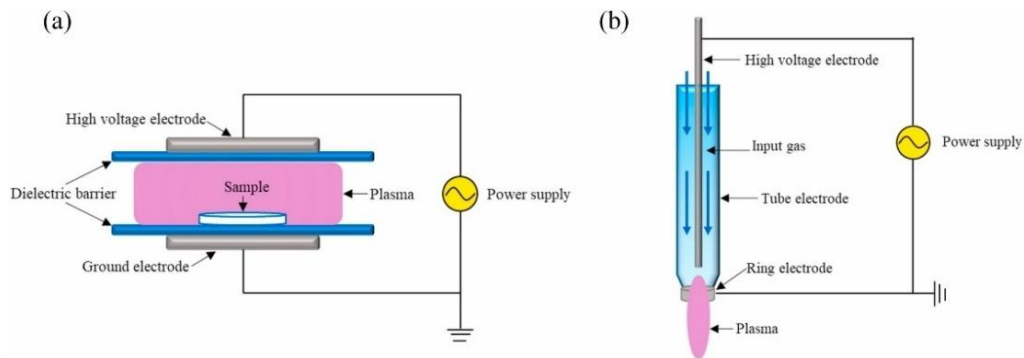 (a)
High voltage electrode
Dielectric barrier
Sample
Plasma
Power supply
Ground electrode
(b)
High voltage electrode
Input gas
Power supply
Tube electrode
Ring electrode
Plasma